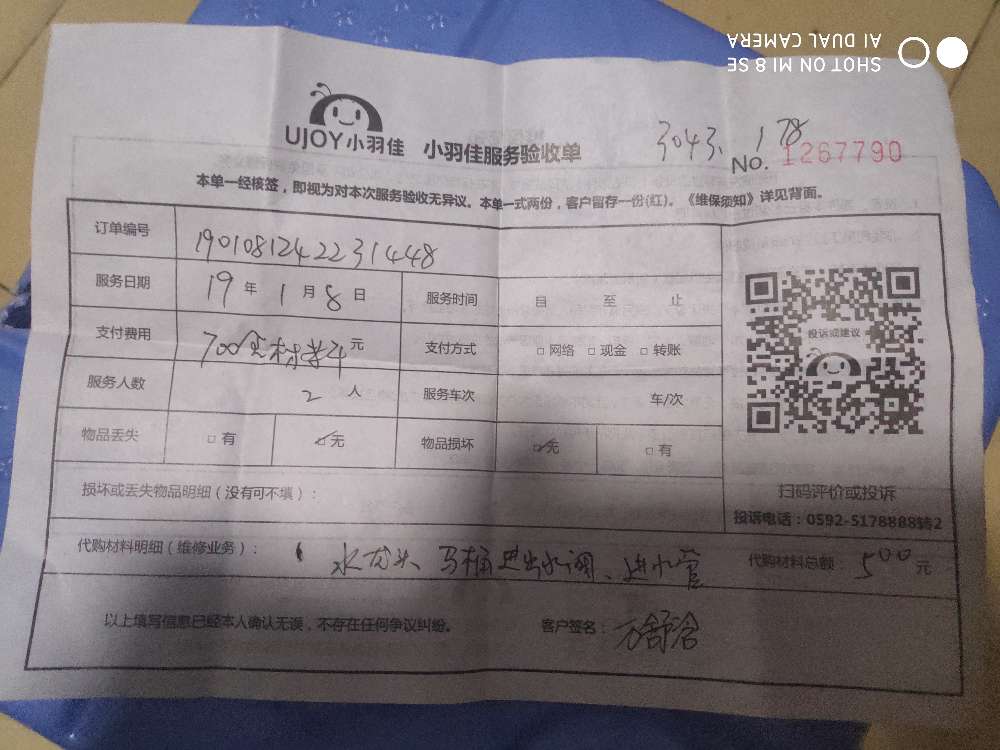 SHOT ON MI 8 SE
AI DUAL CAMERA
UJOY小羽佳 小羽佳服务验收单
3043.178
No. 1267790
本单一经核签，即视为对本次服务验收无异议。本单一式两份，客户留存一份(红)。《维保须知》详见背面。
订单编号 190108124 2231448
服务日期 19 年 1 月 8 日 服务时间 自 至 止
支付费用 700含材料 元 支付方式 □ 网络 □ 现金 □ 转账
服务人数 2 人 服务车次 车/次
物品丢失 □ 有 □ 无 物品损坏 □ 无 □ 有
投诉或建议
扫码评价或投诉
投诉电话：0592-5178888转2
损坏或丢失物品明细（没有可不填）：
代购材料明细（维修业务）： 水龙头、马桶进出水阀、进水管 代购材料总额： 500 元
以上填写信息已经本人确认无误，不存在任何争议纠纷。 客户签名： 方舒含